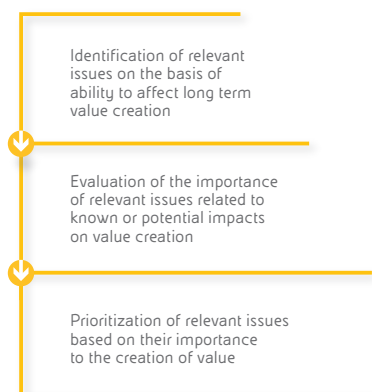 Identification of relevant
issues on the basis of
ability to affect long term
value creation
Evaluation of the importance
of relevant issues related to
known or potential impacts
on value creation
Prioritization of relevant issues
based on their importance
to the creation of value